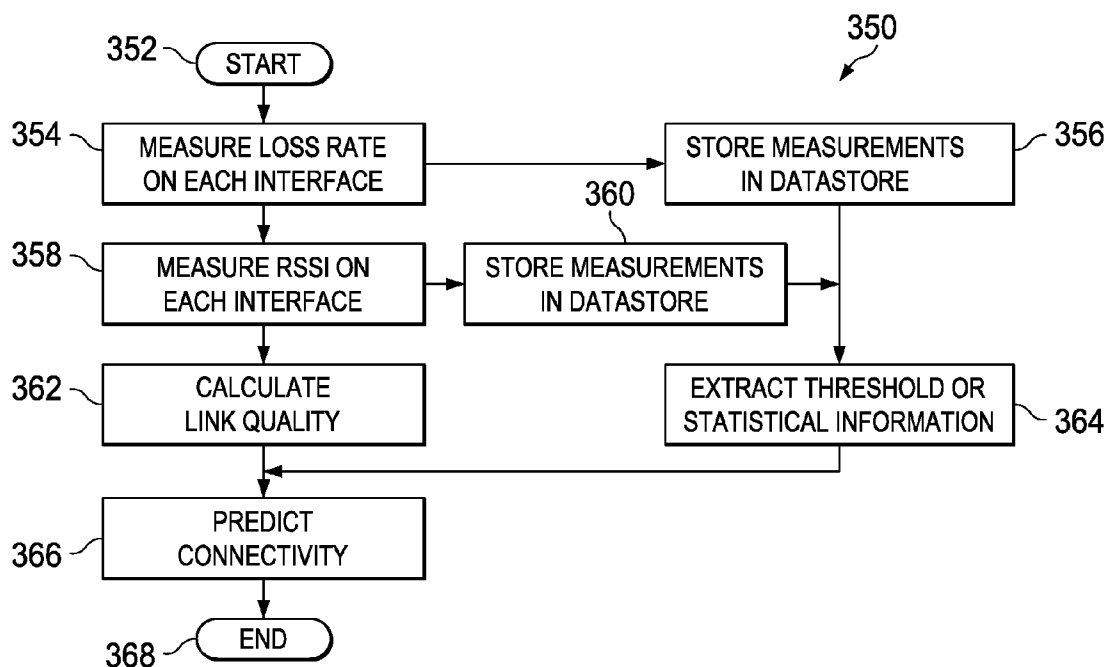 352
START
350
354
MEASURE LOSS RATE
ON EACH INTERFACE
STORE MEASUREMENTS
IN DATASTORE
356
358
MEASURE RSSI ON
EACH INTERFACE
360
STORE MEASUREMENTS
IN DATASTORE
362
CALCULATE
LINK QUALITY
EXTRACT THRESHOLD OR
STATISTICAL INFORMATION
364
366
PREDICT
CONNECTIVITY
368
END